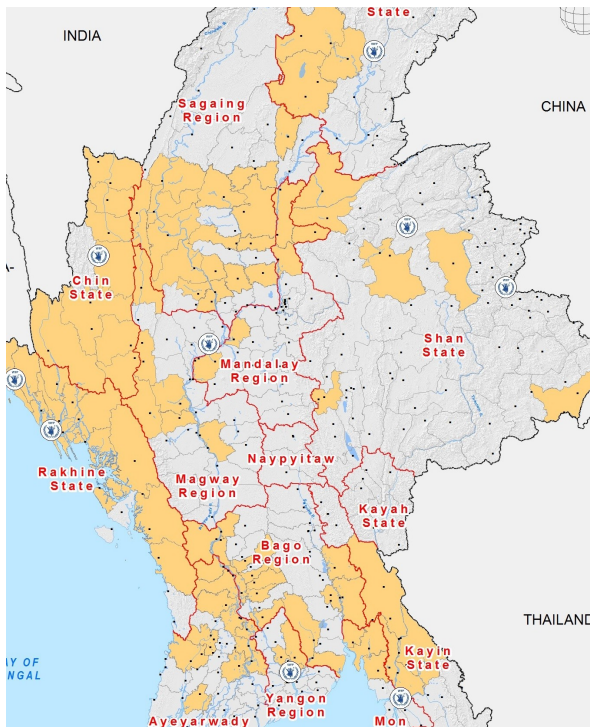 State
INDIA
Sagaing
Region
CHINA
Chin
State
Shan
State
Mandalay
Region
Naypyitaw
Rakhine
State
Magway
Region
Kayah
State
Bago
Region
THAILAND
Kayin
State
AY OF
NGAL
Yangon
Region
Ayeyarwady
Mon